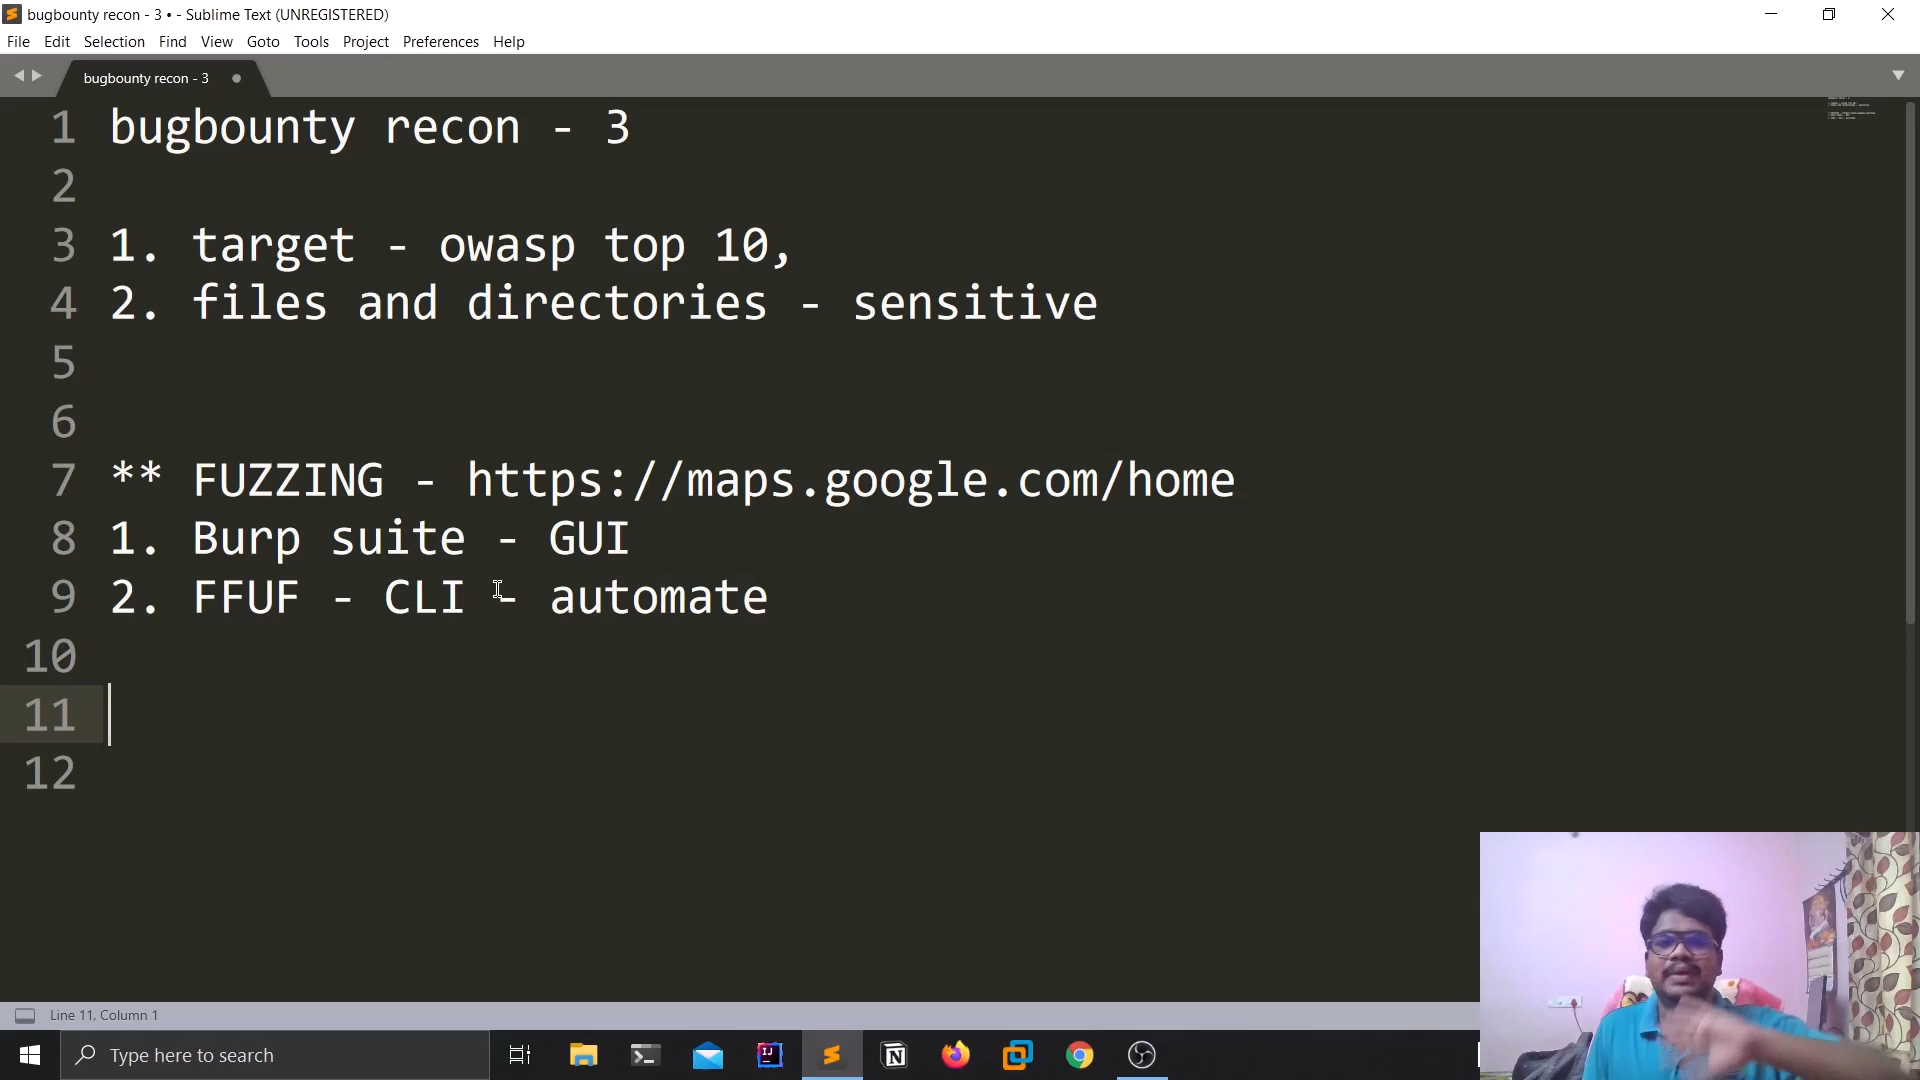 bugbounty recon - 3 • - Sublime Text (UNREGISTERED)
File Edit Selection Find View Goto Tools Project Preferences Help
bugbounty recon - 3
1 bugbounty recon - 3
2
3 1. target - owasp top 10,
4 2. files and directories - sensitive
5
6
7 ** FUZZING - https://maps.google.com/home
8 1. Burp suite - GUI
9 2. FFUF - CLI - automate
10
11
12
Line 11, Column 1
Type here to search